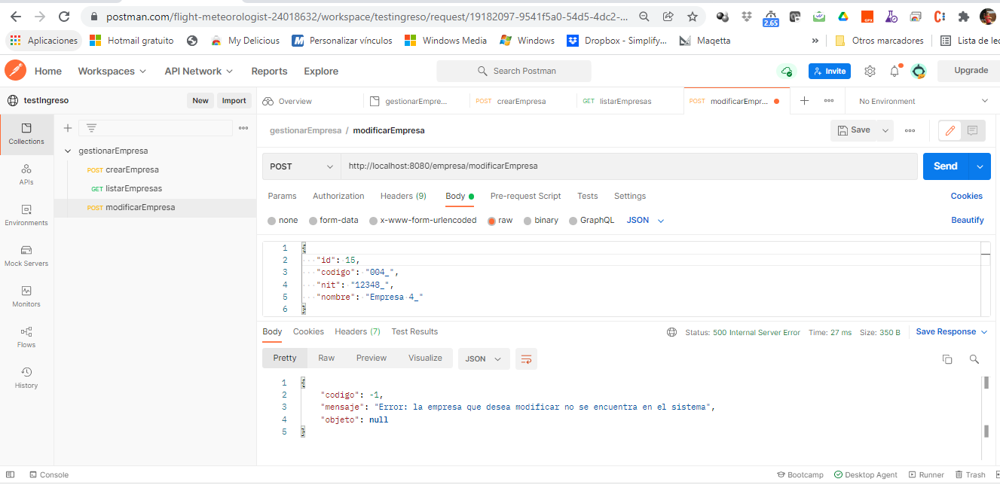 postman.com/flight-meteorologist-24018632/workspace/testingreso/request/19182097-9541f5a0-54d5-4dc2-...
2.65
Aplicaciones Hotmail gratuito My Delicious Personalizar vínculos Windows Media Windows Dropbox - Simplify... Maqetta » Otros marcadores Lista de lec
Home Workspaces API Network Reports Explore Search Postman Invite Upgrade
testIngreso New Import Overview gestionarEmpre... POST crearEmpresa GET listarEmpresas POST modificarEmpr... No Environment
Collections
APIs
Environments
Mock Servers
Monitors
Flows
History
gestionarEmpresa
POST crearEmpresa
GET listarEmpresas
POST modificarEmpresa
gestionarEmpresa / modificarEmpresa Save
POST http://localhost:8080/empresa/modificarEmpresa Send
Params Authorization Headers (9) Body Pre-request Script Tests Settings Cookies
none form-data x-www-form-urlencoded raw binary GraphQL JSON Beautify
1 {
2 "id": 15,
3 "codigo": "004_",
4 "nit": "12348_",
5 "nombre": "Empresa 4_"
6 }
Body Cookies Headers (7) Test Results Status: 500 Internal Server Error Time: 27 ms Size: 350 B Save Response
Pretty Raw Preview Visualize JSON
1 {
2 "codigo": -1,
3 "mensaje": "Error: la empresa que desea modificar no se encuentra en el sistema",
4 "objeto": null
5 }
Console Bootcamp Desktop Agent Runner Trash